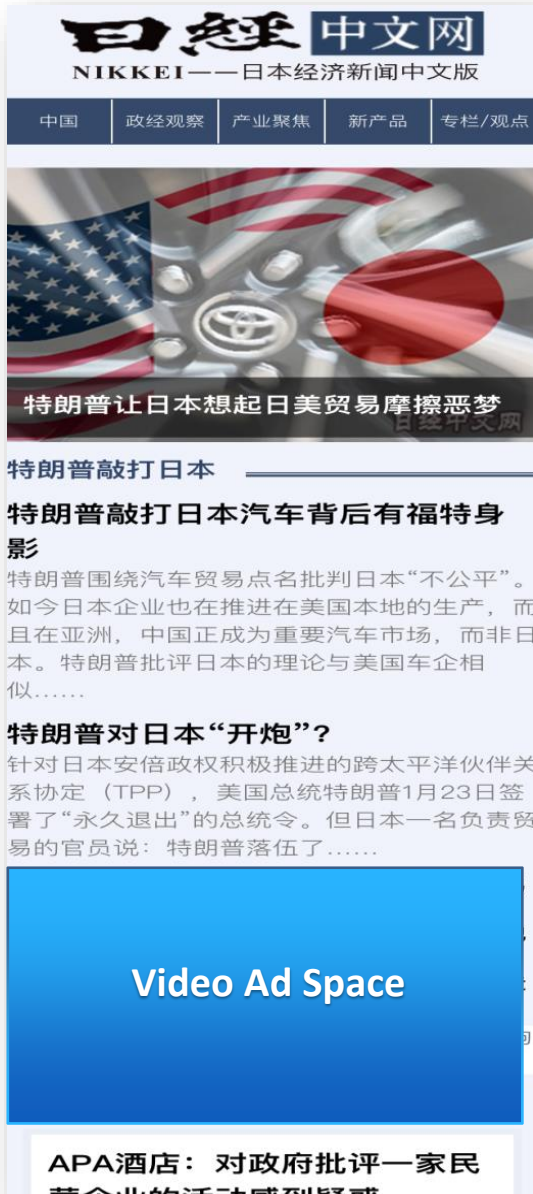 日經中文网
NIKKEI——日本经济新闻中文版
中国 政经观察 产业聚焦 新产品 专栏/观点
特朗普让日本想起日美贸易摩擦恶梦
日经中文网
特朗普敲打日本
特朗普敲打日本汽车背后有福特身
影
特朗普围绕汽车贸易点名批判日本“不公平”。
如今日本企业也在推进在美国本地的生产，而
且在亚洲，中国正成为重要汽车市场，而非日
本。特朗普批评日本的理论与美国车企相
似……
特朗普对日本“开炮”?
针对日本安倍政权积极推进的跨太平洋伙伴关
系协定（TPP），美国总统特朗普1月23日签
署了“永久退出”的总统令。但日本一名负责贸
易的官员说：特朗普落伍了……
Video Ad Space
APA酒店：对政府批评一家民
营企业的活动感到疑惑